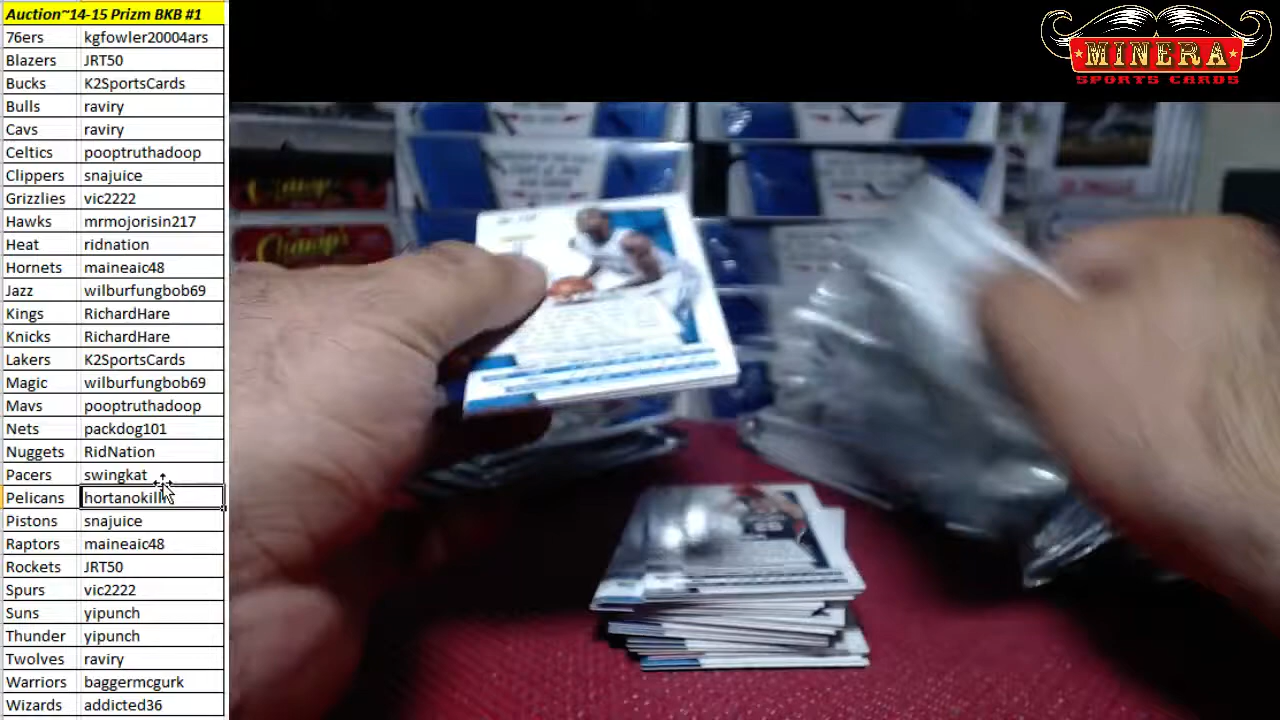 Auction~14-15 Prizm BKB #1
76ers kgfowler20004ars
Blazers JRT50
Bucks K2SportsCards
Bulls raviry
Cavs raviry
Celtics pooptruthadoop
Clippers snajuice
Grizzlies vic2222
Hawks mrmojorisin217
Heat ridnation
Hornets maineaic48
Jazz wilburfungbob69
Kings RichardHare
Knicks RichardHare
Lakers K2SportsCards
Magic wilburfungbob69
Mavs pooptruthadoop
Nets packdog101
Nuggets RidNation
Pacers swingkat
Pelicans
Pistons snajuice
Raptors maineaic48
Rockets JRT50
Spurs vic2222
Suns yipunch
Thunder yipunch
Twolves raviry
Warriors baggermcgurk
Wizards addicted36
MINERA
SPORTS CARDS
Champ's